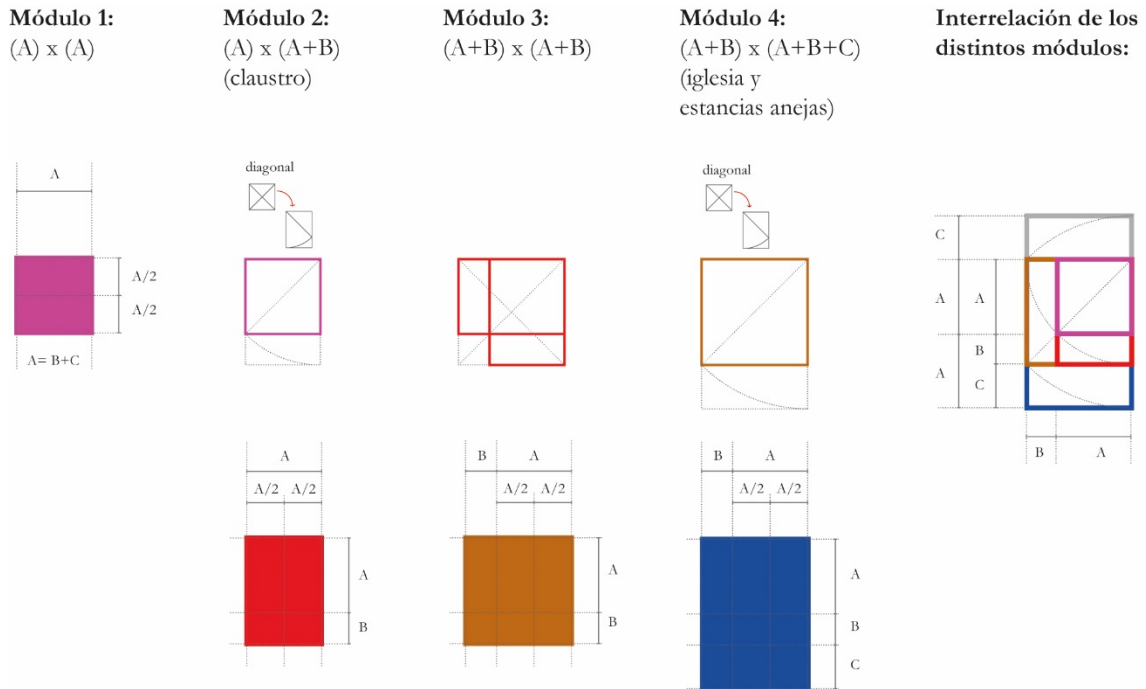 Módulo 1:
(A) x (A)
Módulo 2:
(A) x (A+B)
(claustro)
Módulo 3:
(A+B) x (A+B)
Módulo 4:
(A+B) x (A+B+C)
(iglesia y
estancias anejas)
Interrelación de los
distintos módulos:
A
A/2
A/2
A= B+C
diagonal
A
A/2 A/2
A
B
B A
A/2 A/2
A
B
diagonal
B A
A/2 A/2
A
B
C
C
A A
B
A
C
B A